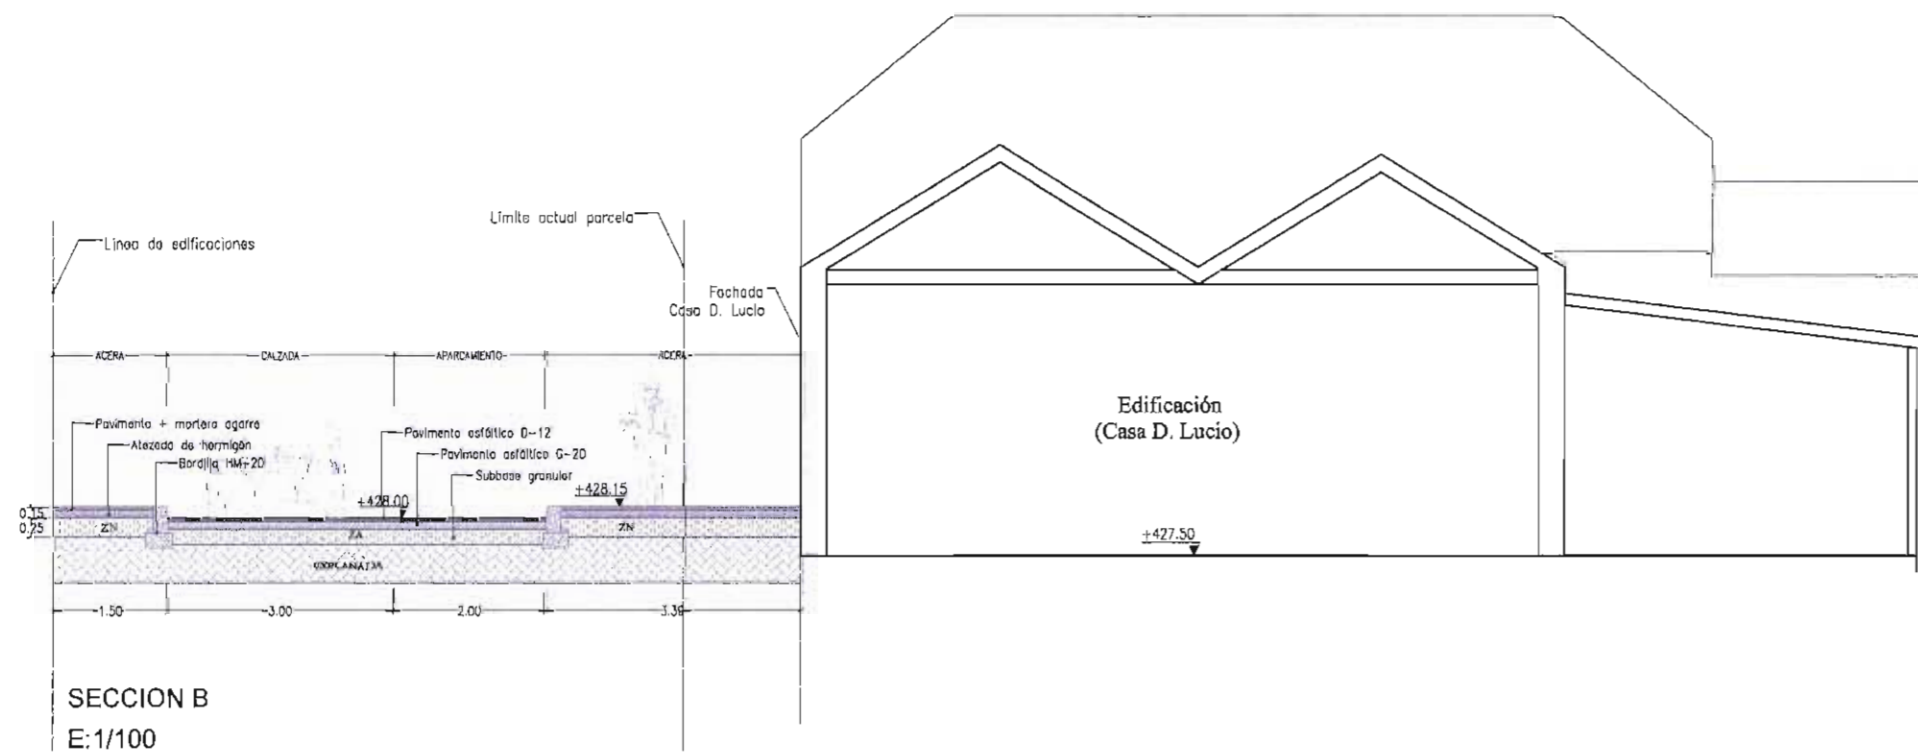 Límite actual parcela
Línea de edificaciones
Fachada
Casa D. Lucio
ACERA
CALZADA
APARCAMIENTO
ACERA
Edificación
(Casa D. Lucio)
Pavimento + mortero agarre
Pavimento asfáltico D-12
Atezado de hormigón
Pavimento asfáltico G-20
Bordillo HM-20
Subbase granular
+428.00
+428.15
0,15
0,25
ZN
ZA
ZN
+427.50
EXPLANADA
1.50
3.00
2.00
3.39
SECCION B
E:1/100